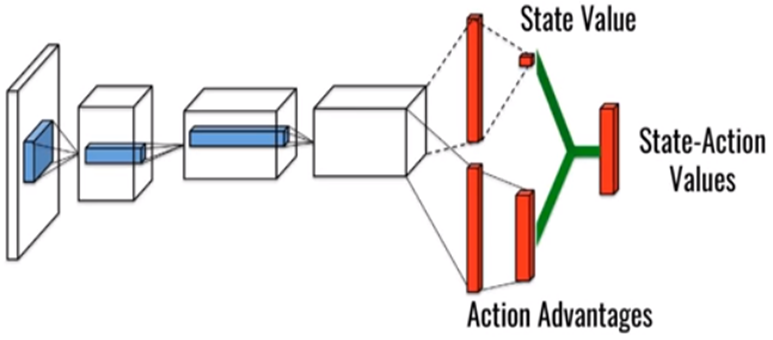 State Value
State-Action
Values
Action Advantages